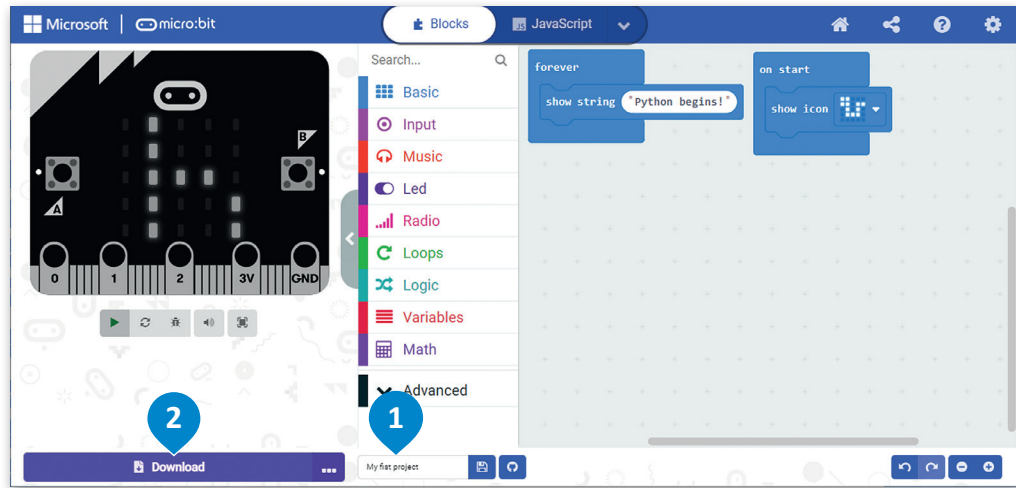 Microsoft | micro:bit
Blocks
JS JavaScript
Search...
Basic
Input
Music
Led
Radio
Loops
Logic
Variables
Math
Advanced
forever
show string "Python begins!"
on start
show icon
B
A
0 1 2 3V GND
2
1
Download ...
My fist project